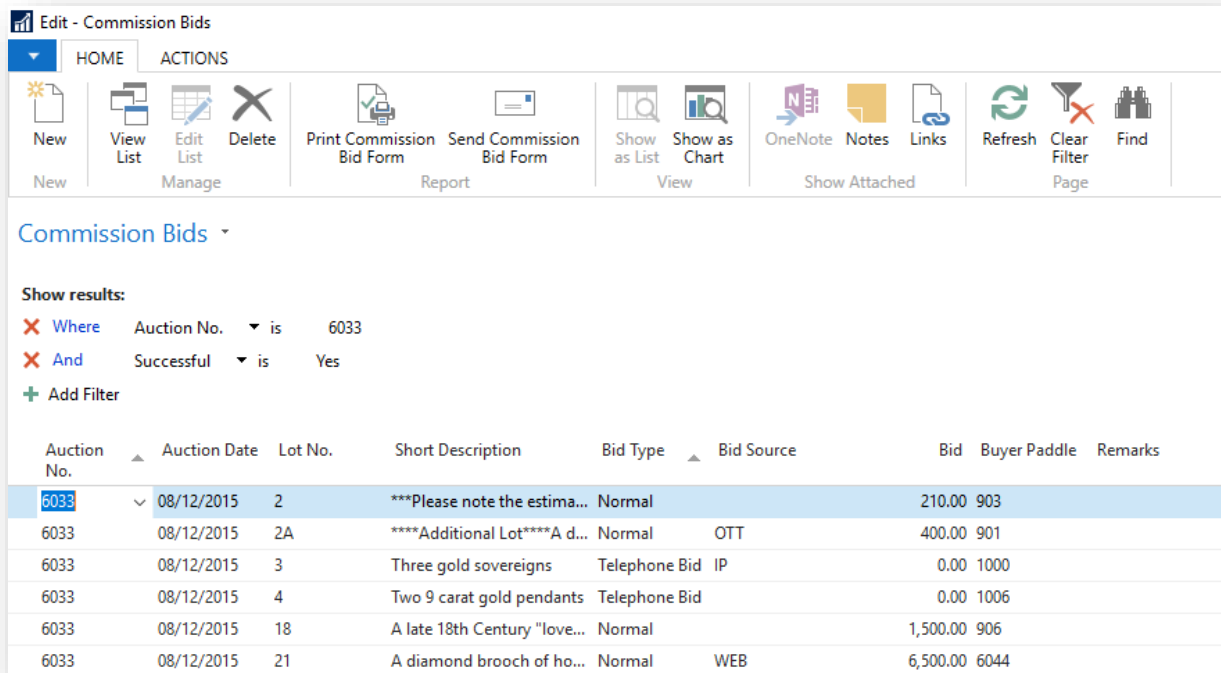 Edit - Commission Bids
HOME ACTIONS
New View List Edit List Delete Print Commission Bid Form Send Commission Bid Form Show as List Show as Chart OneNote Notes Links Refresh Clear Filter Find
New Manage Report View Show Attached Page
Commission Bids
Show results:
Where Auction No. is 6033
And Successful is Yes
Add Filter
Auction No. Auction Date Lot No. Short Description Bid Type Bid Source Bid Buyer Paddle Remarks
6033 08/12/2015 2 ***Please note the estima... Normal 210.00 903
6033 08/12/2015 2A ****Additional Lot****A d... Normal OTT 400.00 901
6033 08/12/2015 3 Three gold sovereigns Telephone Bid IP 0.00 1000
6033 08/12/2015 4 Two 9 carat gold pendants Telephone Bid 0.00 1006
6033 08/12/2015 18 A late 18th Century "love... Normal 1,500.00 906
6033 08/12/2015 21 A diamond brooch of ho... Normal WEB 6,500.00 6044